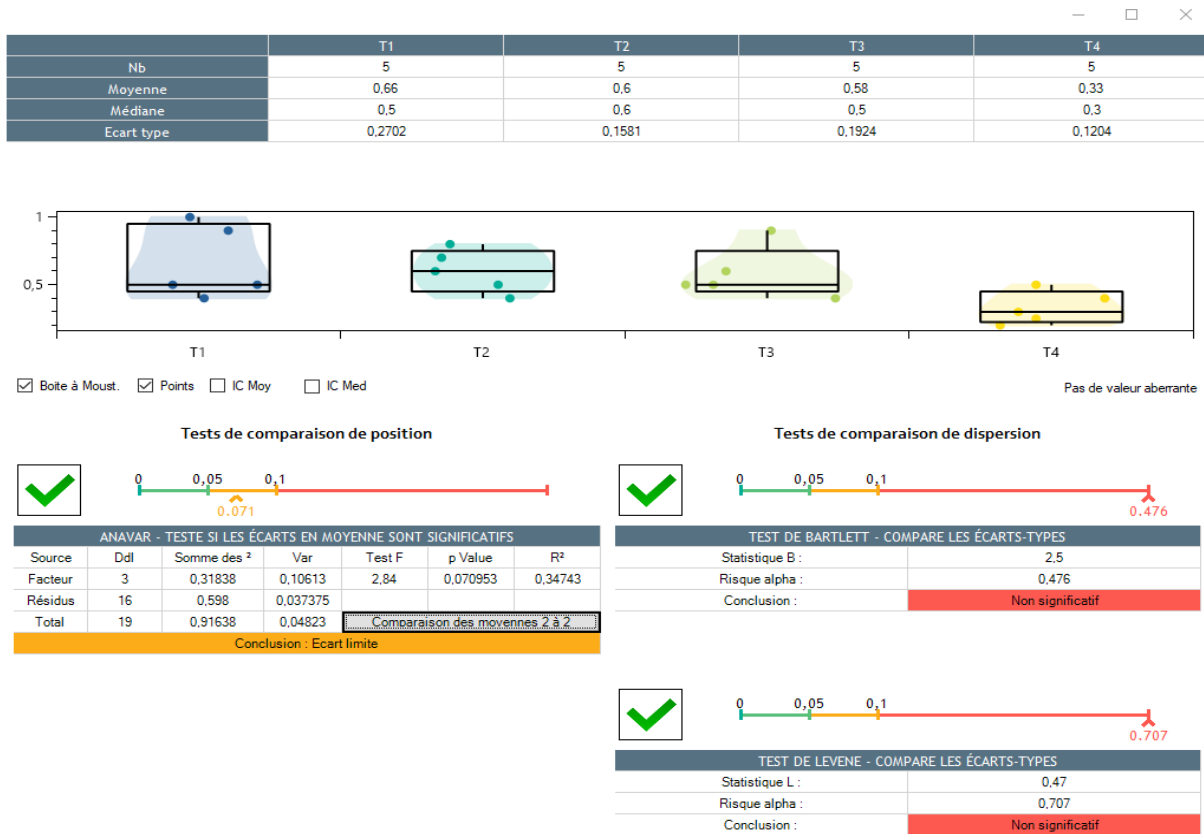 T1 T2 T3 T4
Nb 5 5 5 5
Moyenne 0,66 0,6 0,58 0,33
Médiane 0,5 0,6 0,5 0,3
Ecart type 0,2702 0,1581 0,1924 0,1204
1
0,5
T1 T2 T3 T4
Boite à Moust. Points IC Moy IC Med Pas de valeur aberrante
Tests de comparaison de position
0 0,05 0,1
0.071
ANAVAR - TESTE SI LES ÉCARTS EN MOYENNE SONT SIGNIFICATIFS
Source Ddl Somme des ² Var Test F p Value R²
Facteur 3 0,31838 0,10613 2,84 0,070953 0,34743
Résidus 16 0,598 0,037375
Total 19 0,91638 0,04823 Comparaison des moyennes 2 à 2
Conclusion : Ecart limite
Tests de comparaison de dispersion
0 0,05 0,1
0.476
TEST DE BARTLETT - COMPARE LES ÉCARTS-TYPES
Statistique B : 2,5
Risque alpha : 0,476
Conclusion : Non significatif
0 0,05 0,1
0.707
TEST DE LEVENE - COMPARE LES ÉCARTS-TYPES
Statistique L : 0,47
Risque alpha : 0,707
Conclusion : Non significatif